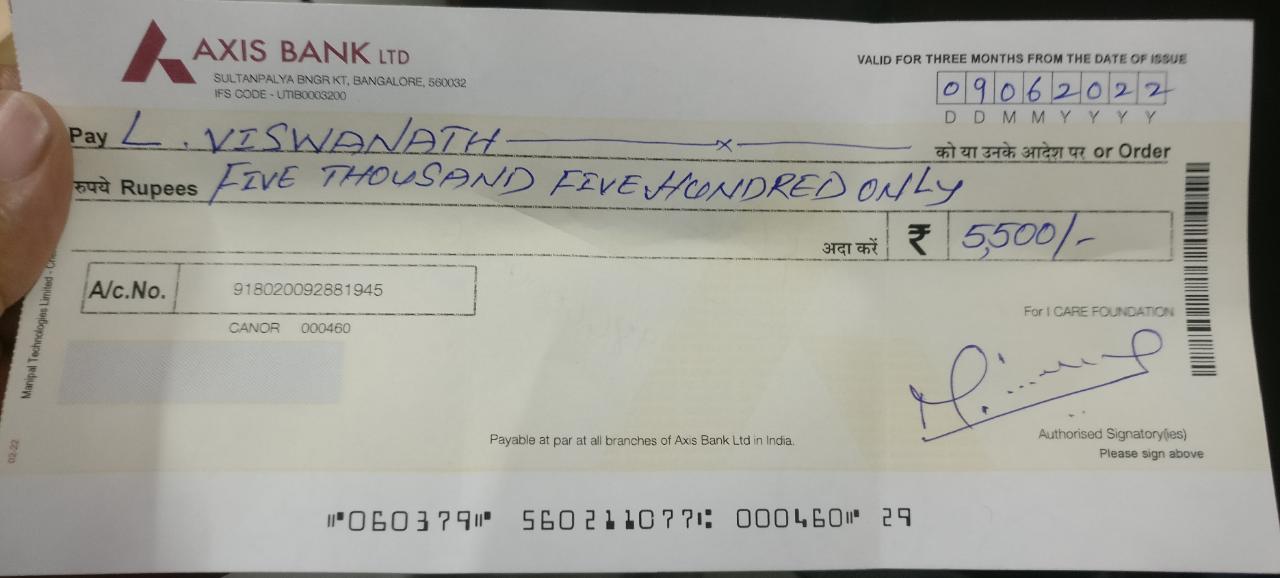 AXIS BANK LTD
SULTANPALYA BNGR KT, BANGALORE, 560032
IFS CODE - UTIB0003200
VALID FOR THREE MONTHS FROM THE DATE OF ISSUE
09062022
D D M M Y Y Y Y
Pay L. VISWANATH x को या उनके आदेश पर or Order
रुपये Rupees FIVE THOUSAND FIVE HUNDRED ONLY
अदा करें ₹ 5,500/-
A/c.No. 918020092881945
CANOR 000460
For I CARE FOUNDATION
Manipal Technologies Limited -
02-22
Payable at par at all branches of Axis Bank Ltd in India.
Authorised Signatory(ies)
Please sign above
⑈060379⑈ 560211077⑆ 000460⑈ 29